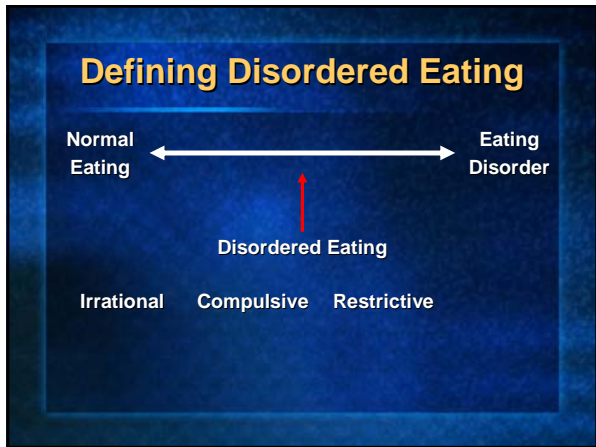 Defining Disordered Eating
Normal
Eating
Eating
Disorder
Disordered Eating
Irrational Compulsive Restrictive